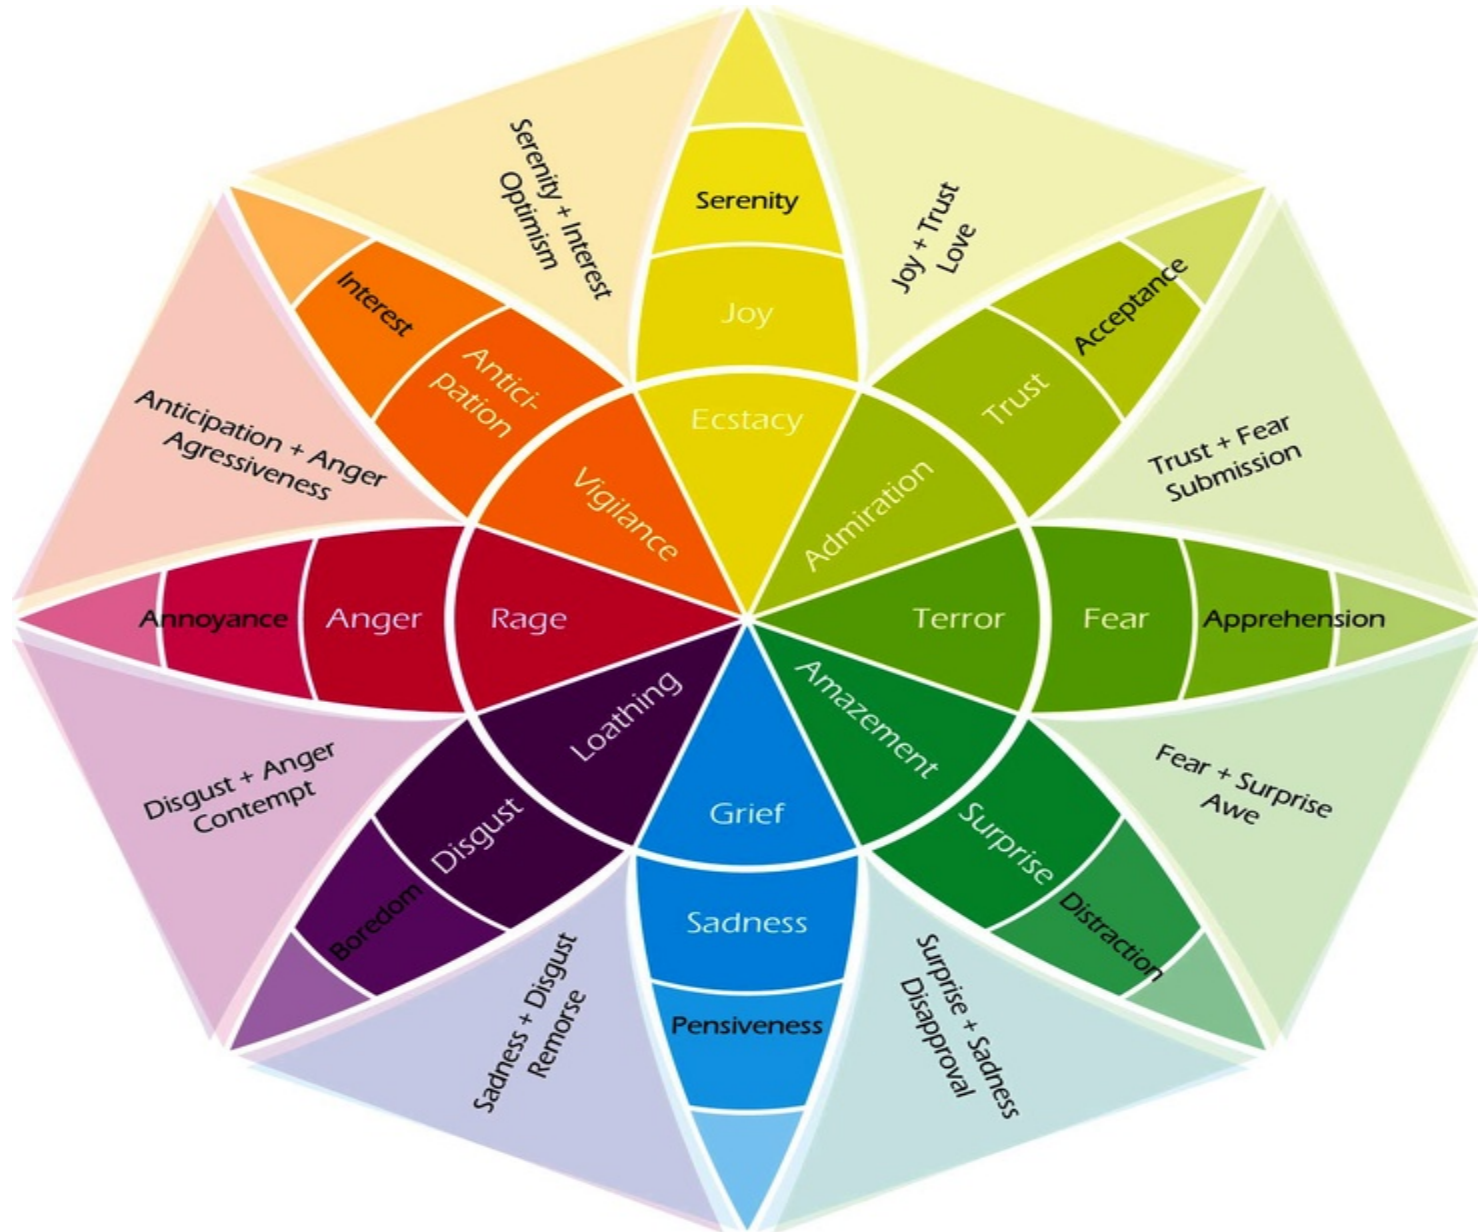 Serenity + Interest
Optimism
Serenity
Joy
Ecstacy
Joy + Trust
Love
Acceptance
Trust
Admiration
Trust + Fear
Submission
Terror
Fear
Apprehension
Fear + Surprise
Awe
Amazement
Surprise
Distraction
Surprise + Sadness
Disapproval
Grief
Sadness
Pensiveness
Sadness + Disgust
Remorse
Loathing
Disgust
Boredom
Disgust + Anger
Contempt
Rage
Anger
Annoyance
Anticipation + Anger
Agressiveness
Interest
Antici-
pation
Vigilance